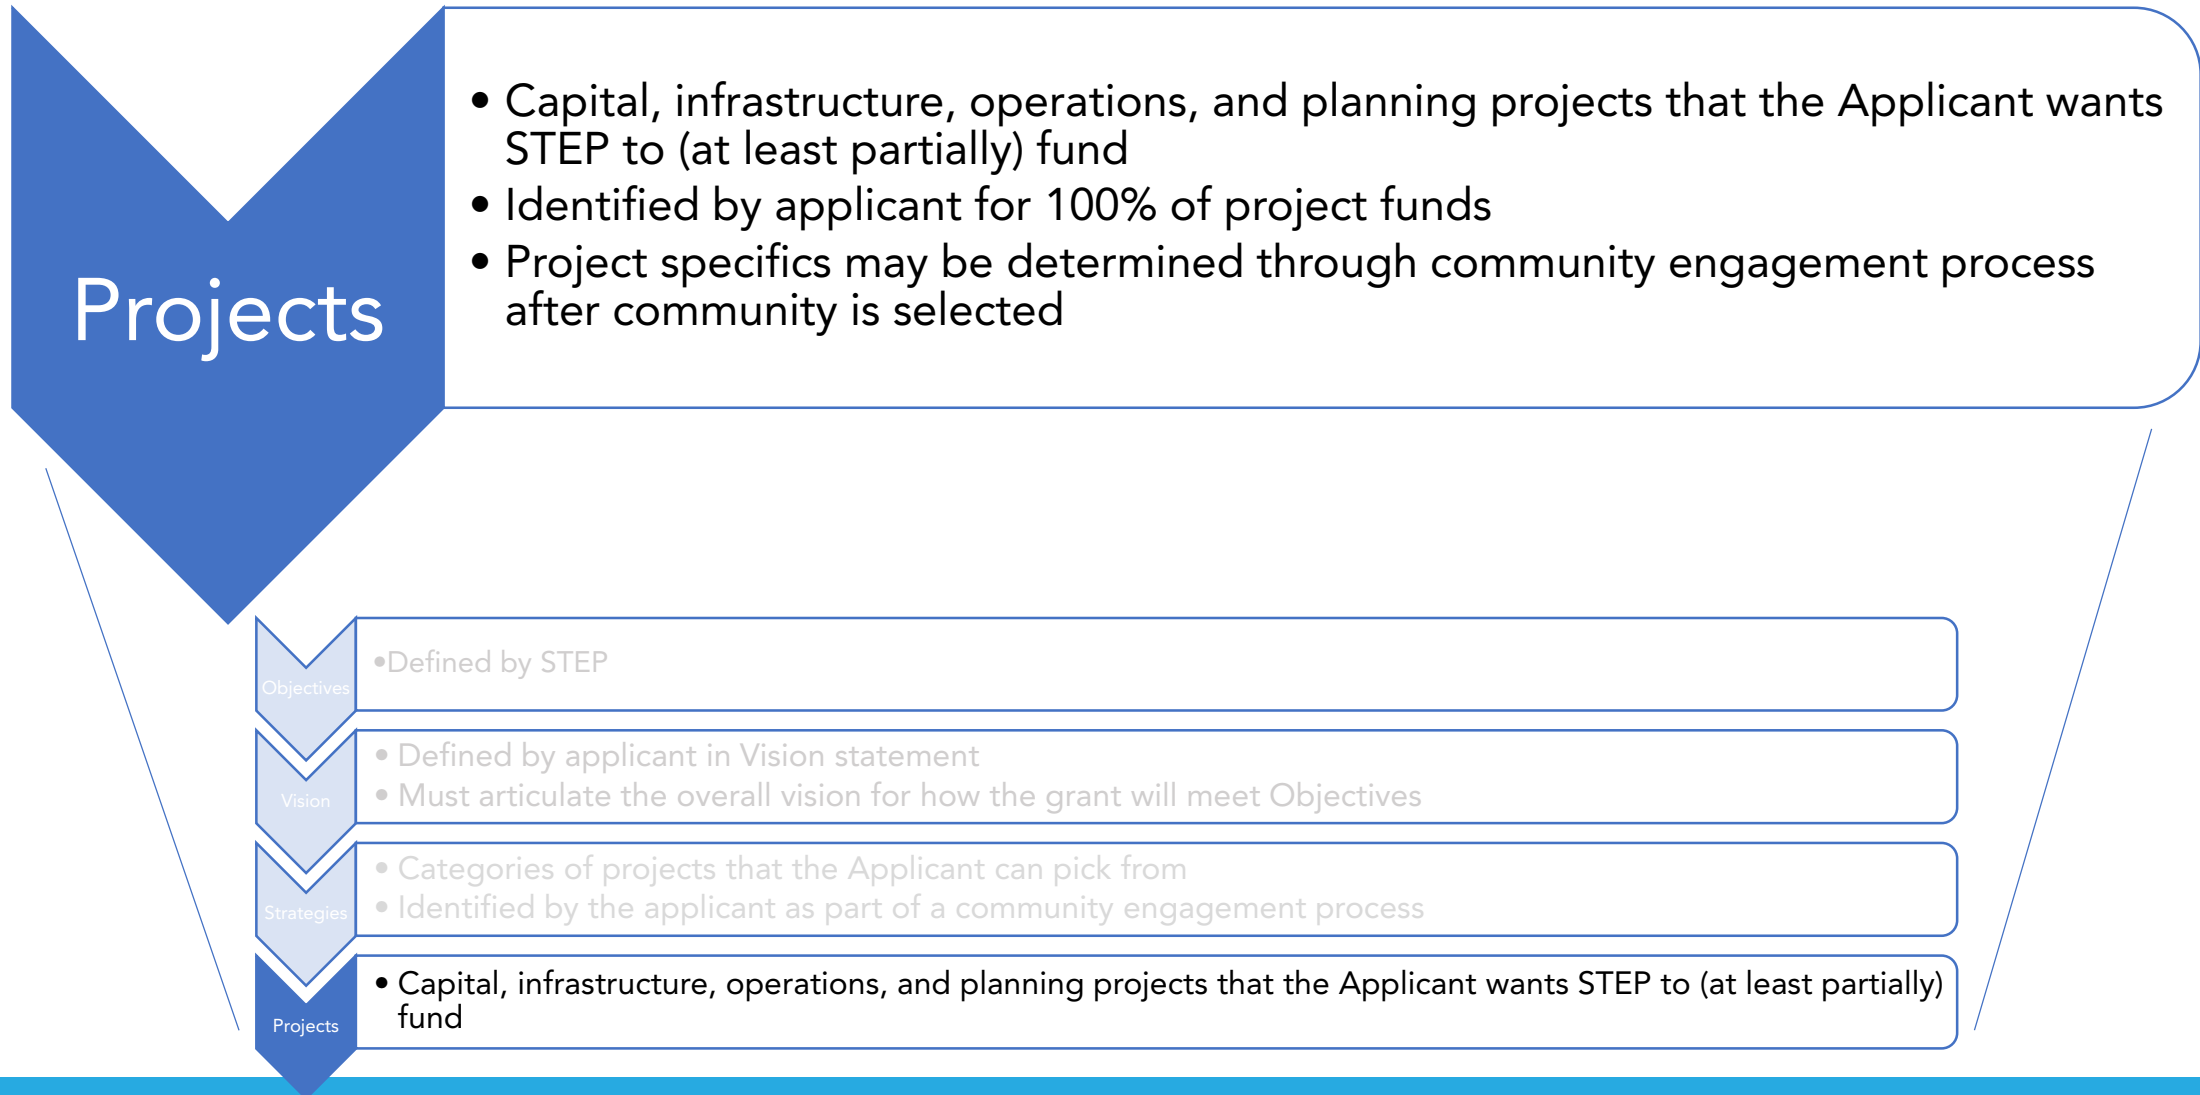 Projects
• Capital, infrastructure, operations, and planning projects that the Applicant wants
STEP to (at least partially) fund
• Identified by applicant for 100% of project funds
• Project specifics may be determined through community engagement process
after community is selected
Objectives
•Defined by STEP
Vision
• Defined by applicant in Vision statement
• Must articulate the overall vision for how the grant will meet Objectives
Strategies
• Categories of projects that the Applicant can pick from
• Identified by the applicant as part of a community engagement process
Projects
• Capital, infrastructure, operations, and planning projects that the Applicant wants STEP to (at least partially)
fund